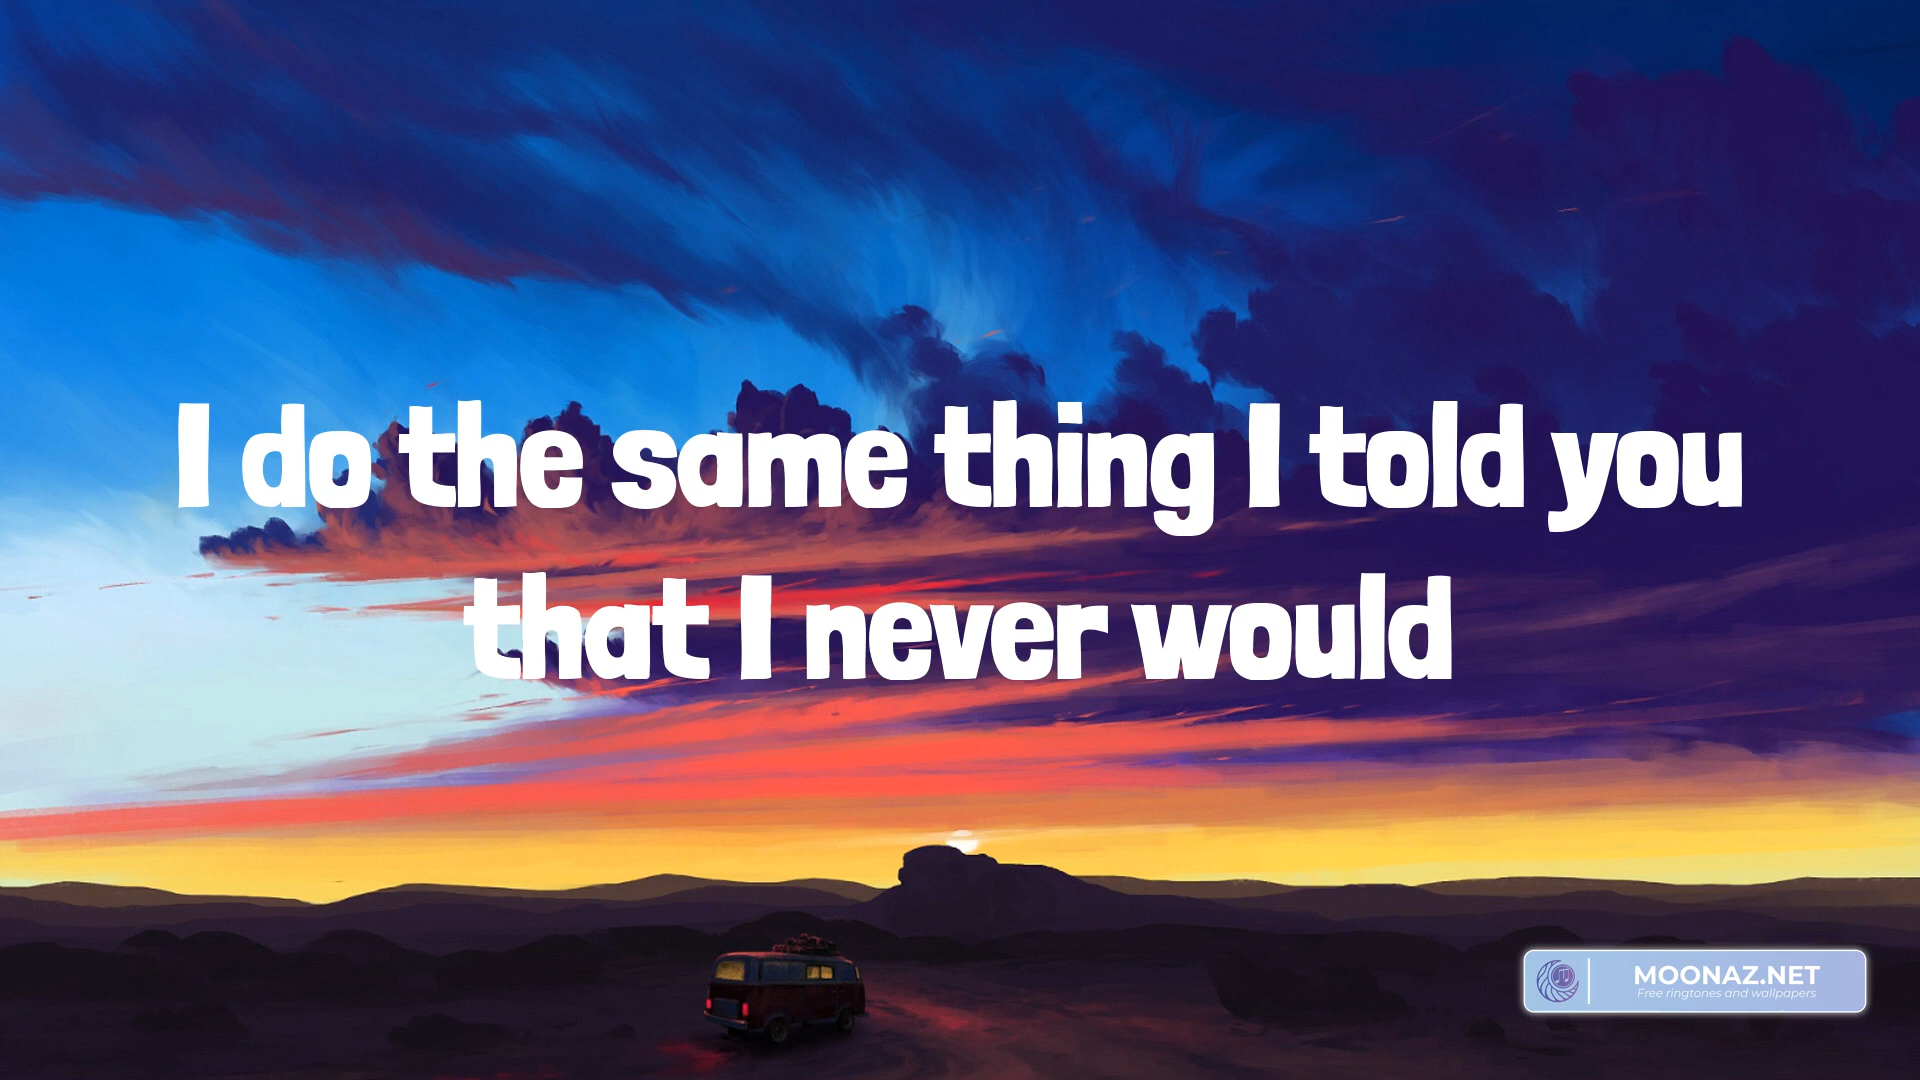 I do the same thing I told you
that I never would
MOONAZ.NET
Free ringtones and wallpapers